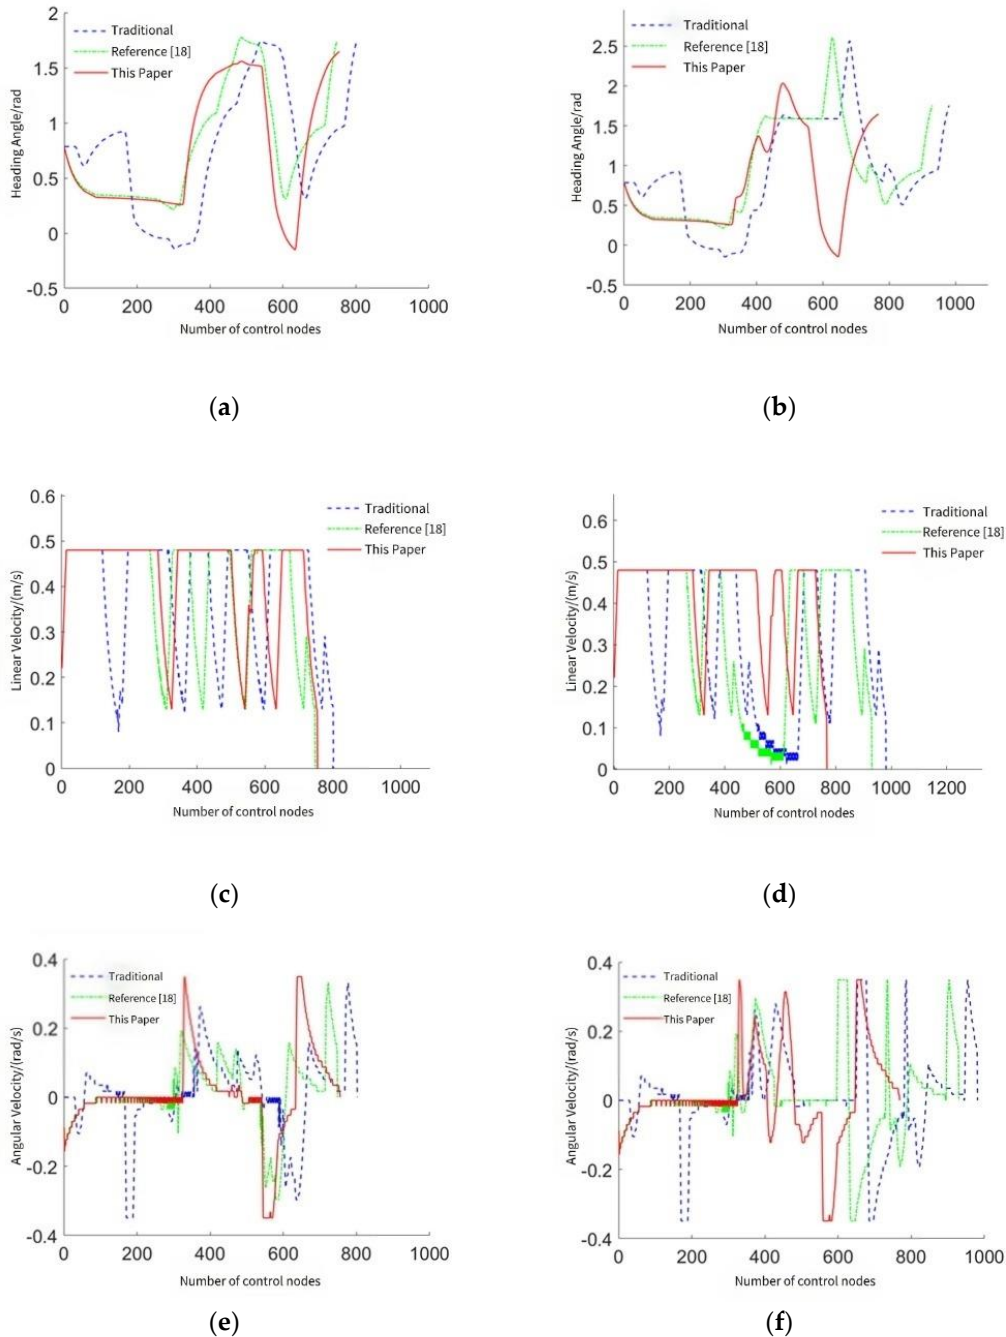 2
1.5
1
0.5
0
-0.5
Heading Angle/rad
Traditional
Reference [18]
This Paper
0 200 400 600 800 1000
Number of control nodes
(a)
2.5
2
1.5
1
0.5
0
-0.5
Heading Angle/rad
Traditional
Reference [18]
This Paper
0 200 400 600 800 1000
Number of control nodes
(b)
0.6
0.5
0.4
0.3
0.2
0.1
0
Linear Velocity/(m/s)
Traditional
Reference [18]
This Paper
0 200 400 600 800 1000
Number of control nodes
(c)
0.6
0.5
0.4
0.3
0.2
0.1
0
Linear Velocity/(m/s)
Traditional
Reference [18]
This Paper
0 200 400 600 800 1000 1200
Number of control nodes
(d)
0.4
0.2
0
-0.2
-0.4
Angular Velocity/(rad/s)
Traditional
Reference [18]
This Paper
0 200 400 600 800 1000
Number of control nodes
(e)
0.4
0.2
0
-0.2
-0.4
Angular Velocity/(rad/s)
Traditional
Reference [18]
This Paper
0 200 400 600 800 1000
Number of control nodes
(f)